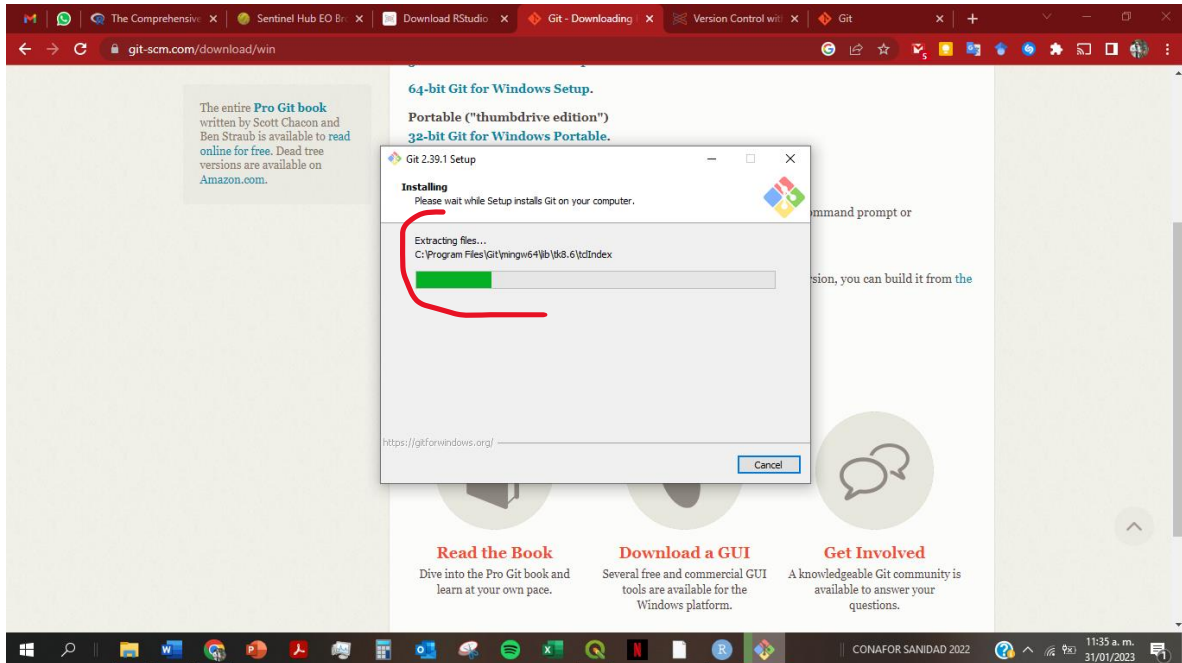 The Comprehensive
Sentinel Hub EO Bro
Download RStudio
Git - Downloading
Version Control wit
Git
git-scm.com/download/win
5
64-bit Git for Windows Setup.
The entire Pro Git book
written by Scott Chacon and
Ben Straub is available to read
online for free. Dead tree
versions are available on
Amazon.com.
Portable ("thumbdrive edition")
32-bit Git for Windows Portable.
Git 2.39.1 Setup
Installing
Please wait while Setup installs Git on your computer.
Extracting files...
C:\Program Files\Git\mingw64\lib\tk8.6\tclIndex
ommand prompt or
rsion, you can build it from the
https://gitforwindows.org/
Cancel
Read the Book
Dive into the Pro Git book and
learn at your own pace.
Download a GUI
Several free and commercial GUI
tools are available for the
Windows platform.
Get Involved
A knowledgeable Git community is
available to answer your
questions.
CONAFOR SANIDAD 2022
11:35 a. m.
31/01/2023